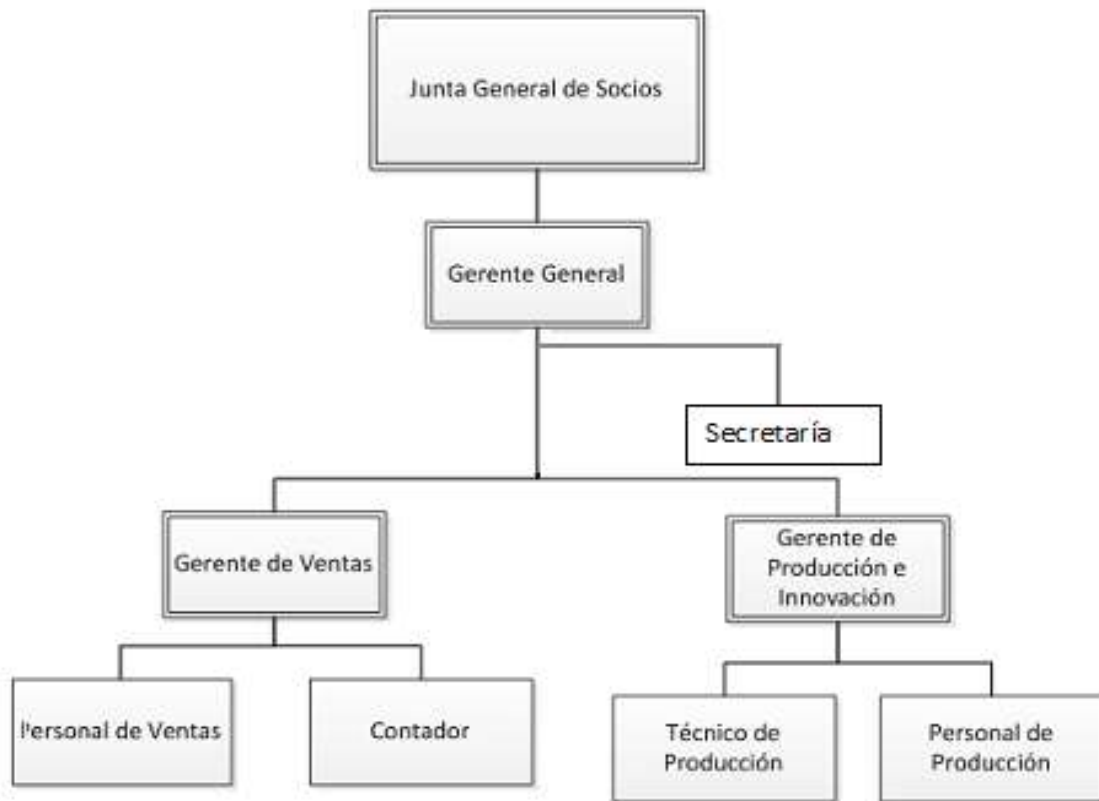 Junta General de Socios
Gerente General
Secretaría
Gerente de Ventas
Gerente de
Producción e
Innovación
Personal de Ventas
Contador
Técnico de
Producción
Personal de
Producción